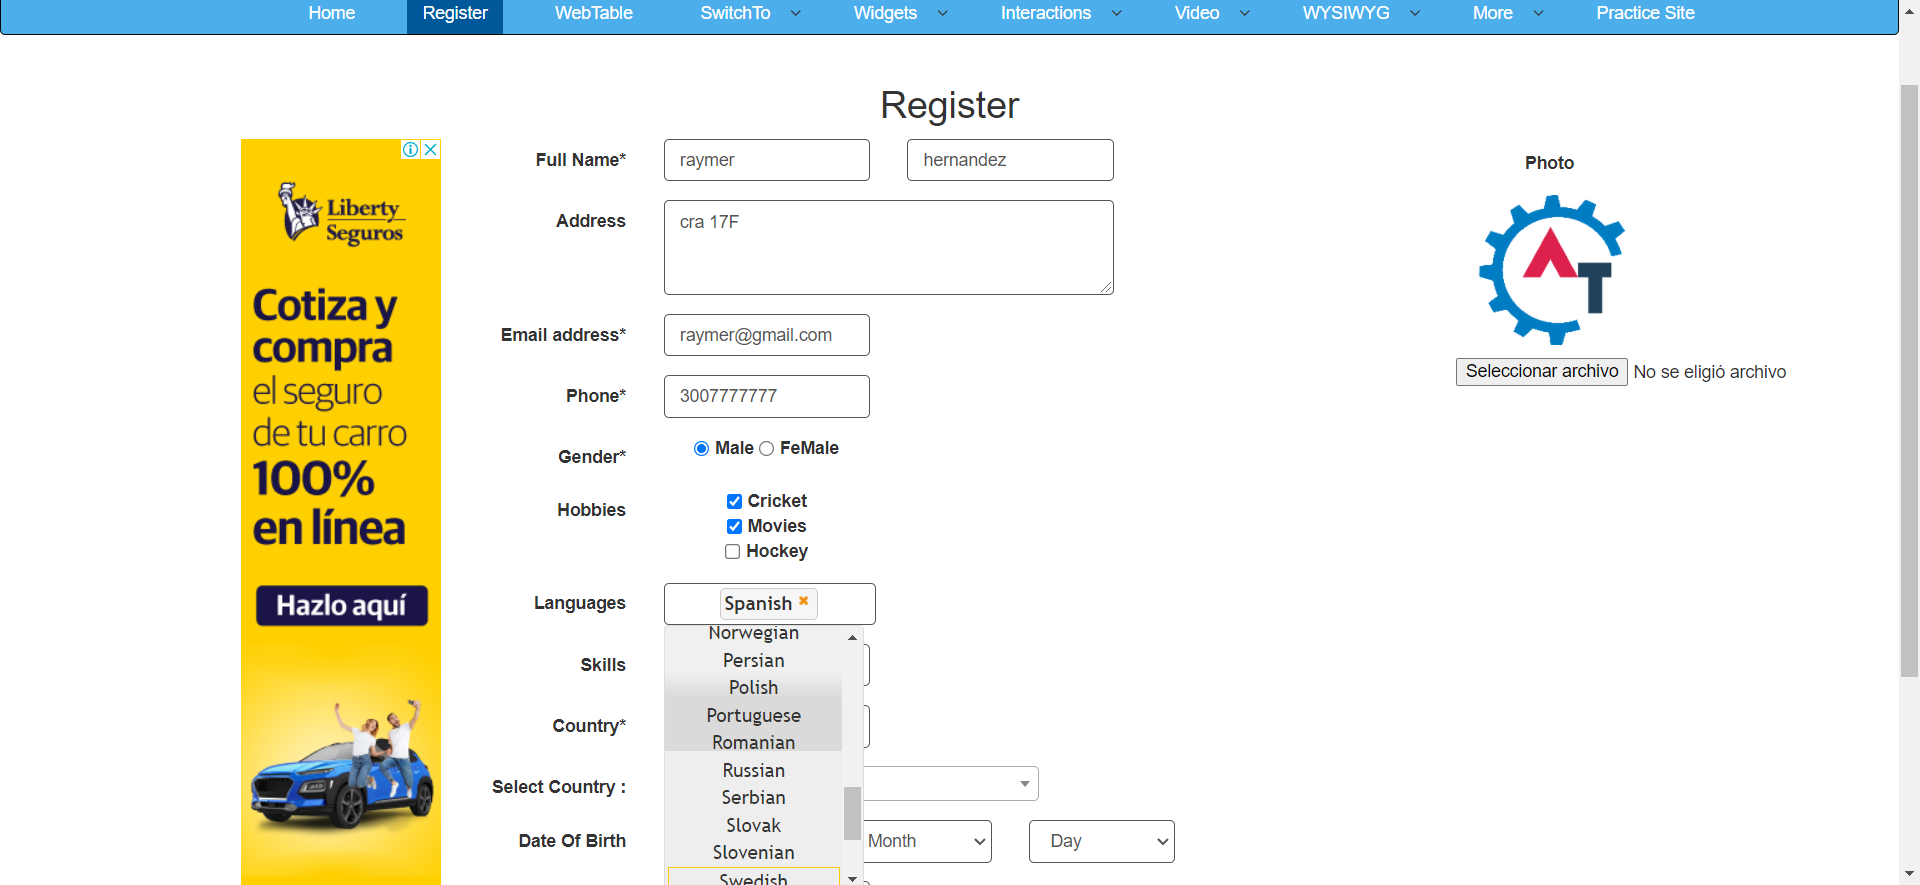 Home Register WebTable SwitchTo Widgets Interactions Video WYSIWYG More Practice Site
Register
Liberty
Seguros
Cotiza y
compra
el seguro
de tu carro
100%
en línea
Hazlo aquí
Full Name* raymer hernandez
Address cra 17F
Email address* raymer@gmail.com
Phone* 3007777777
Gender* Male FeMale
Hobbies Cricket
Movies
Hockey
Languages Spanish
Norwegian
Persian
Polish
Portuguese
Romanian
Russian
Serbian
Slovak
Slovenian
Swedish
Skills
Country*
Select Country :
Date Of Birth Month Day
Photo
AT
Seleccionar archivo No se eligió archivo